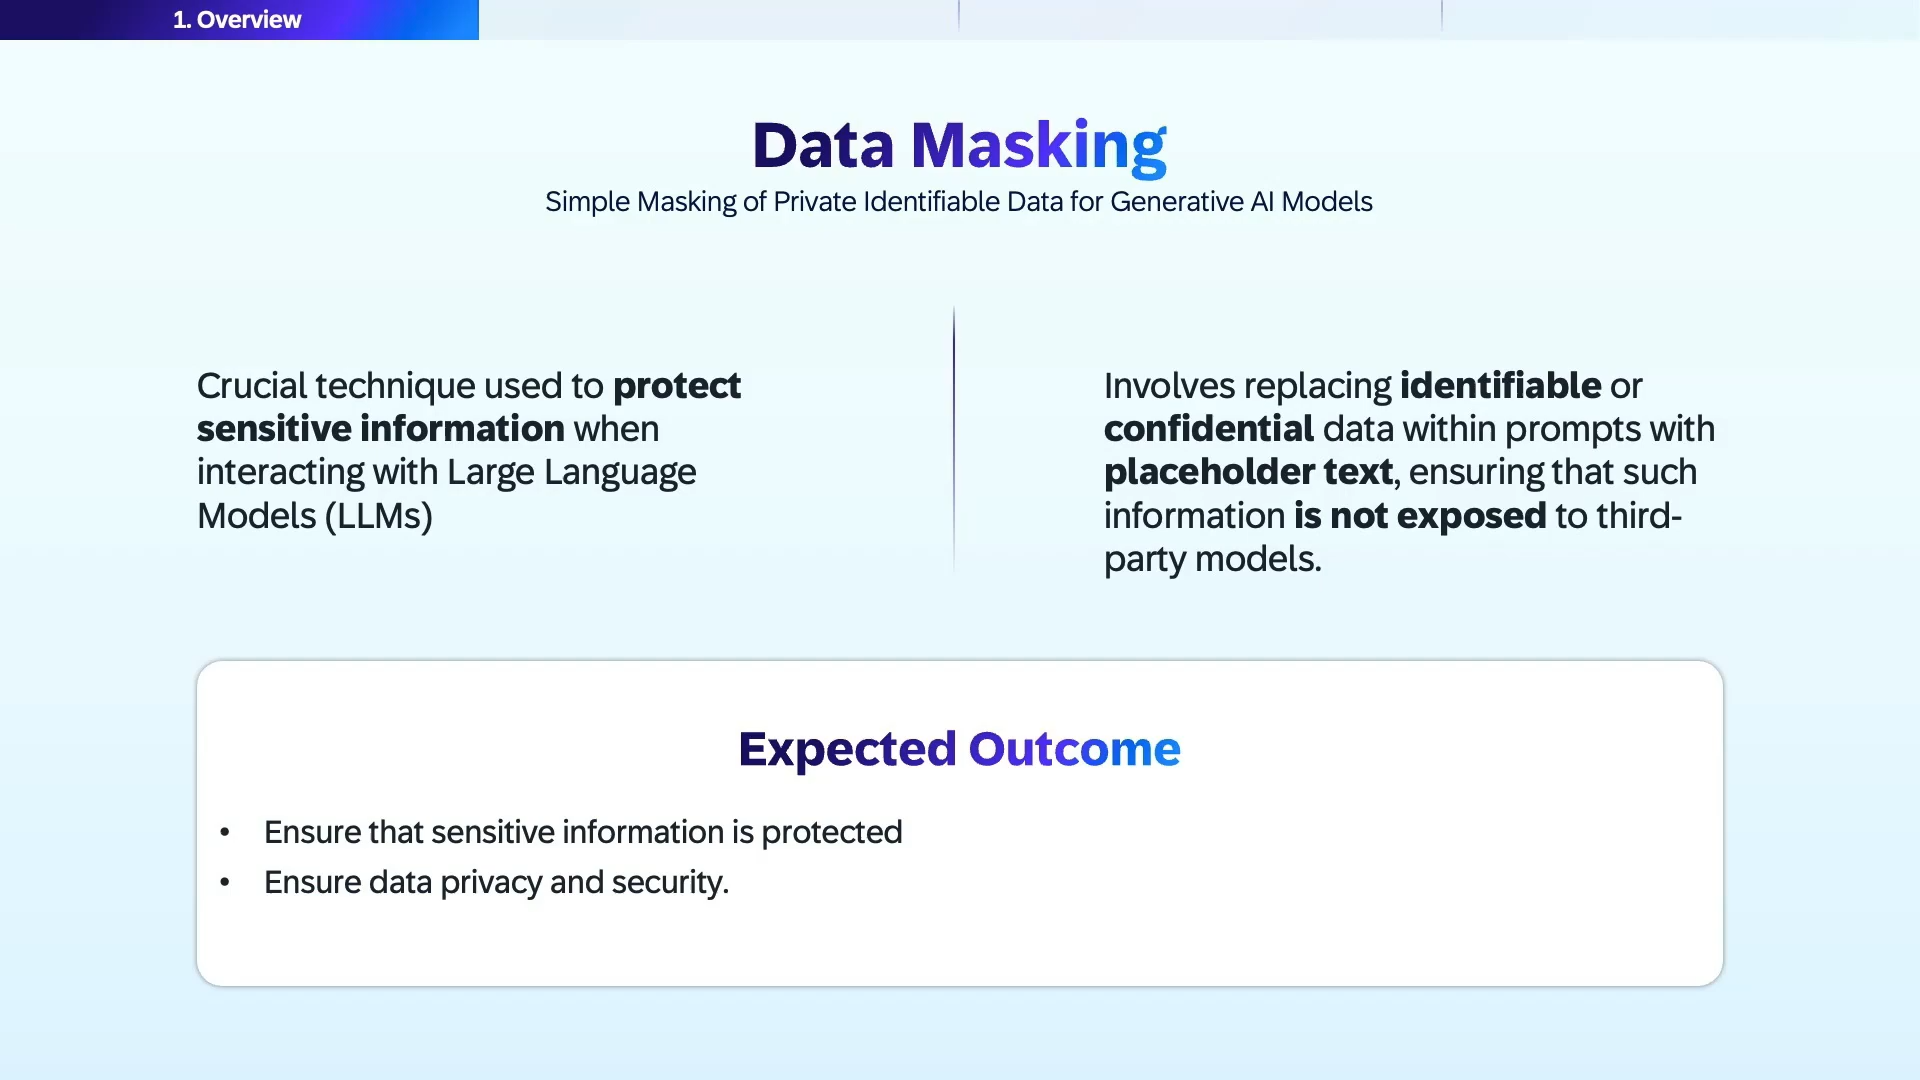 1. Overview
Data Masking
Simple Masking of Private Identifiable Data for Generative AI Models
Crucial technique used to protect
sensitive information when
interacting with Large Language
Models (LLMs)
Involves replacing identifiable or
confidential data within prompts with
placeholder text, ensuring that such
information is not exposed to third-
party models.
Expected Outcome
• Ensure that sensitive information is protected
• Ensure data privacy and security.